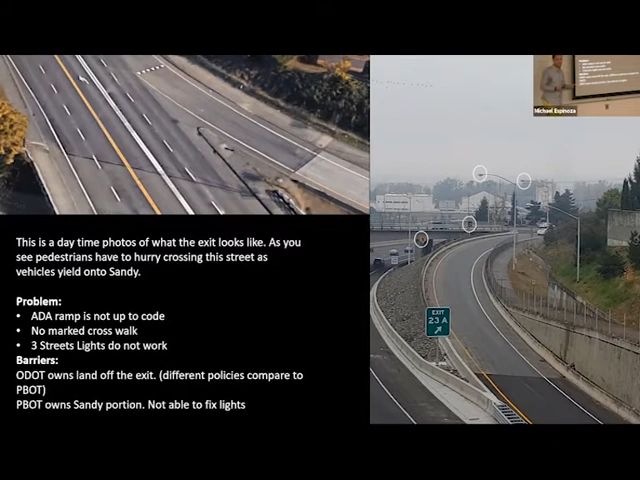 Michael Espinoza
EXIT
23 A
This is a day time photos of what the exit looks like. As you
see pedestrians have to hurry crossing this street as
vehicles yield onto Sandy.
Problem:
• ADA ramp is not up to code
• No marked cross walk
• 3 Streets Lights do not work
Barriers:
ODOT owns land off the exit. (different policies compare to
PBOT)
PBOT owns Sandy portion. Not able to fix lights